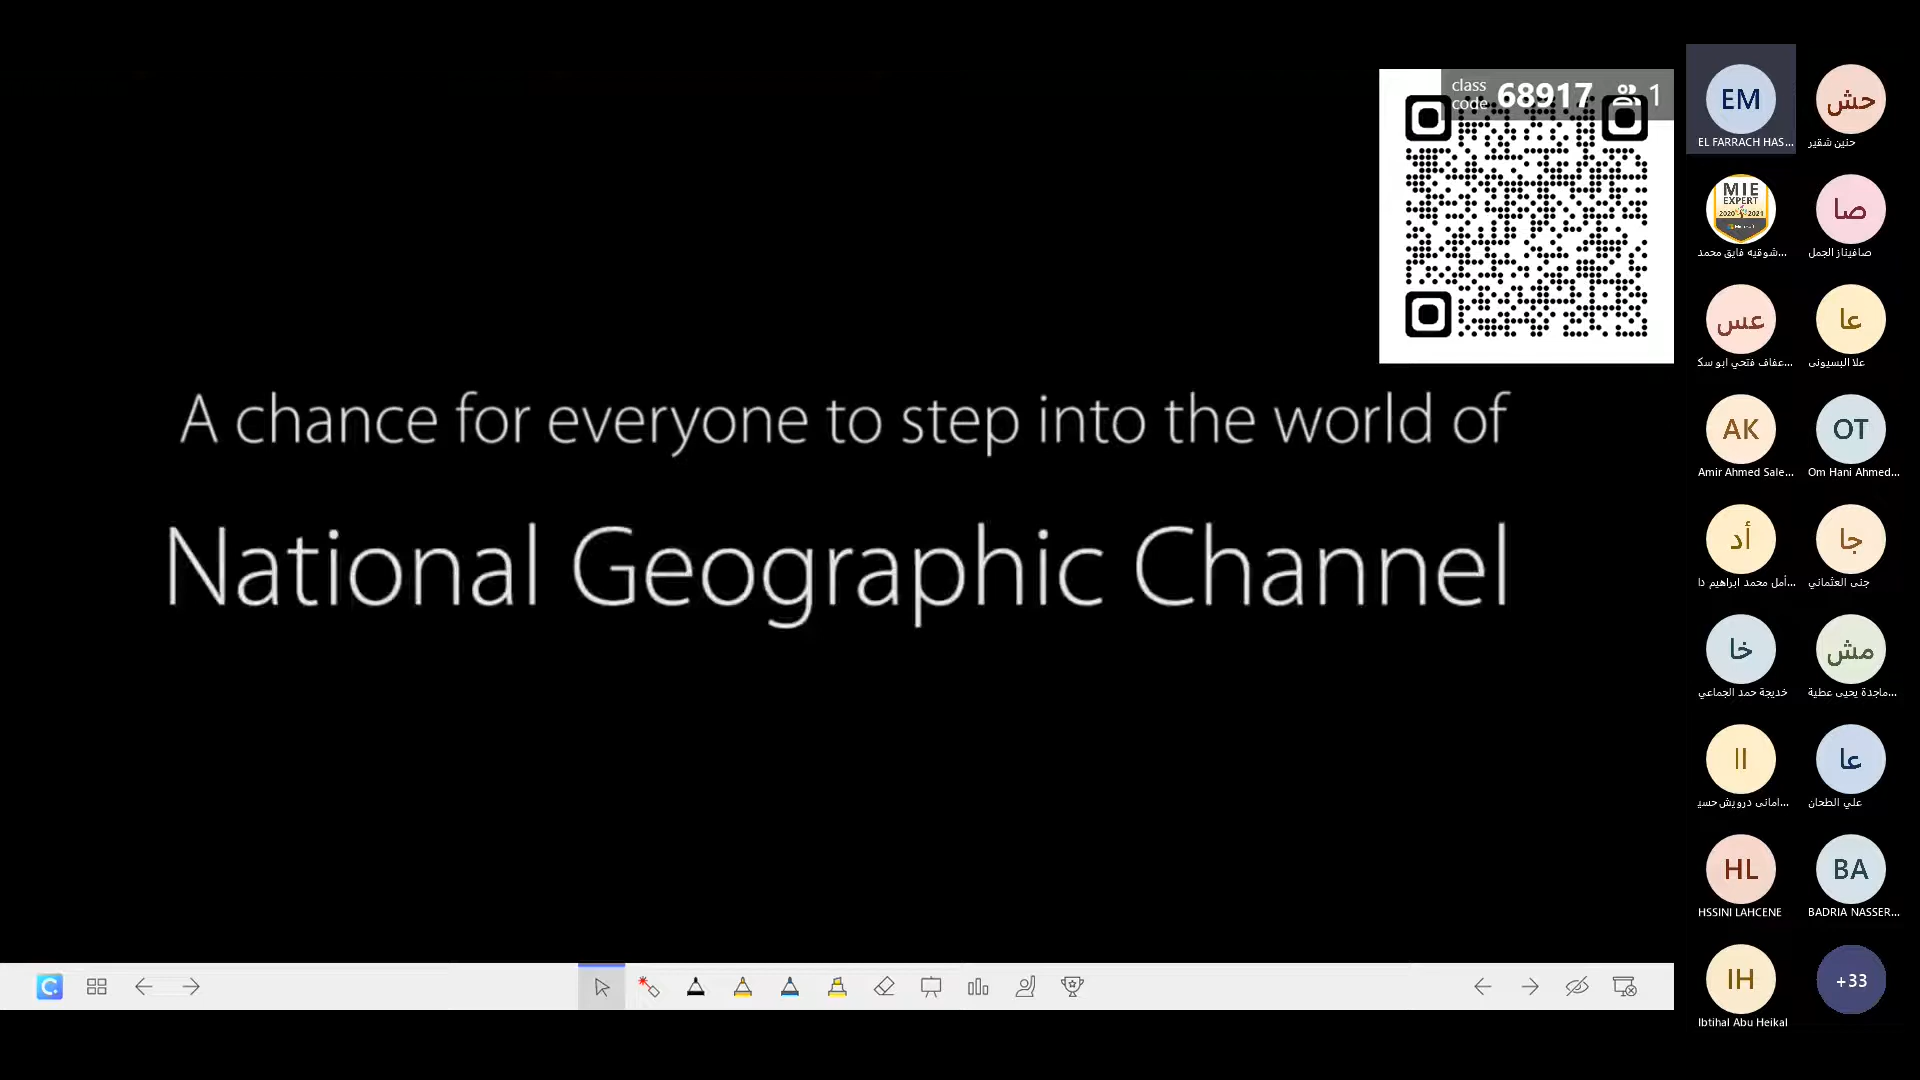 class
code 68917 1
A chance for everyone to step into the world of
National Geographic Channel
EM
EL FARRACH HAS...
حش
حنين شقير
MIE
EXPERT
2020 2021
...شوقيه فايق محمد
صا
صافيناز الجمل
عس
...عفاف فتحي ابو سك
عا
علا البسيونى
AK
Amir Ahmed Sale...
OT
Om Hani Ahmed...
أد
...أمل محمد ابراهيم دا
جا
جنى العثماني
خا
خديجة حمد الجماعي
مش
...ماجدة يحيى عطية
اا
...امانى درويش حسي
عا
علي الطحان
HL
HSSINI LAHCENE
BA
BADRIA NASSER...
IH
Ibtihal Abu Heikal
+33